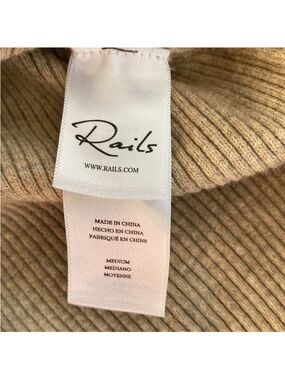 Rails
WWW.RAILS.COM
MADE IN CHINA
HECHO EN CHINA
FABRIQUÉ EN CHINE
MEDIUM
MEDIANO
MOYENNE